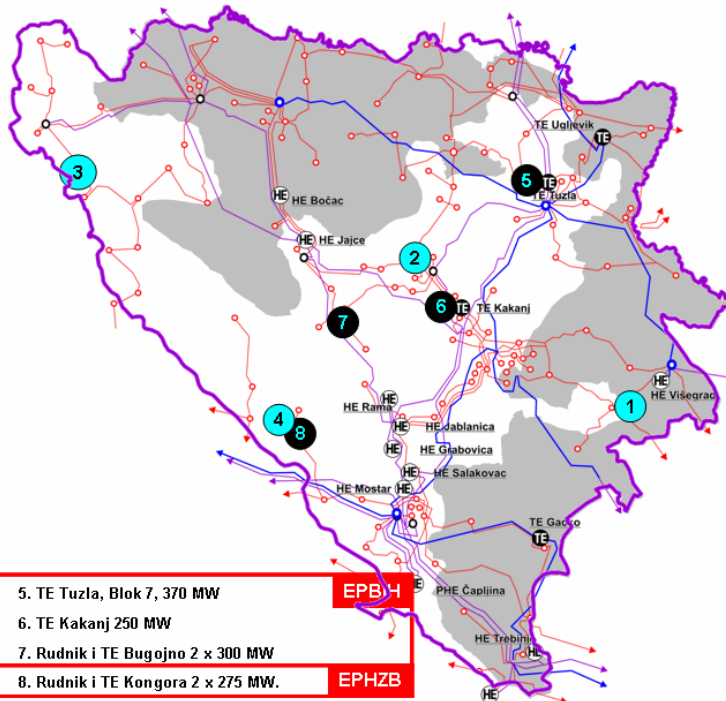 TE Ugljevik
TE
3
5
TE
TE Tuzla
HE
HE Bočac
HE
HE Jajce
2
6
TE
TE Kakanj
7
HE
HE Višegrad
HE
HE Rama
1
4
8
HE
HE Jablanica
HE
HE Grabovica
HE
HE Salakovac
HE Mostar
HE
TE Gacko
TE
5. TE Tuzla, Blok 7, 370 MW
EPBiH
HE
PHE Čapljina
6. TE Kakanj 250 MW
7. Rudnik i TE Bugojno 2 x 300 MW
HE Trebinje
HE
8. Rudnik i TE Kongora 2 x 275 MW.
EPHZB
HE